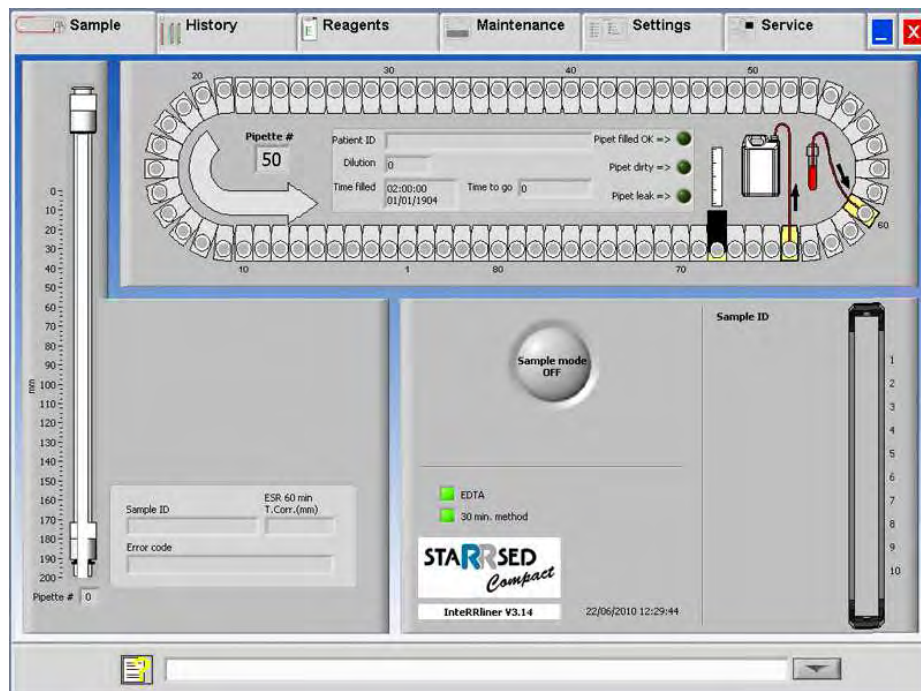 Sample
History
Reagents
Maintenance
Settings
Service
20
30
40
50
Pipette #
50
Patient ID
Dilution 0
Time filled 02:00:00
01/01/1904
Time to go 0
Pipet filled OK =>
Pipet dirty =>
Pipet leak =>
60
10
1
80
70
0
10
20
30
40
50
60
70
80
90
mm
100
110
120
130
140
150
160
170
180
190
200
Pipette # 0
Sample ID
ESR 60 min
T.Corr.(mm)
Error code
Sample mode
OFF
EDTA
30 min. method
STARRSED
Compact
InteRRliner V3.14
22/06/2010 12:29:44
Sample ID
1
2
3
4
5
6
7
8
9
10